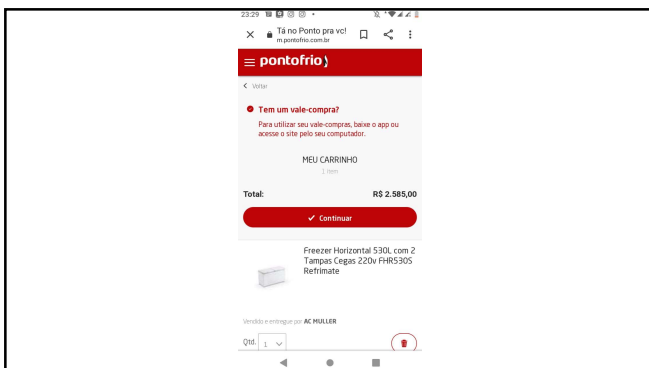 23:29
Tá no Ponto pra vc!
m.pontofrio.com.br
pontofrio
Voltar
Tem um vale-compra?
Para utilizar seu vale-compras, baixe o app ou
acesse o site pelo seu computador.
MEU CARRINHO
1 item
Total: R$ 2.585,00
Continuar
Freezer Horizontal 530L com 2
Tampas Cegas 220v FHR530S
Refrimate
Vendido e entregue por AC MULLER
Qtd. 1